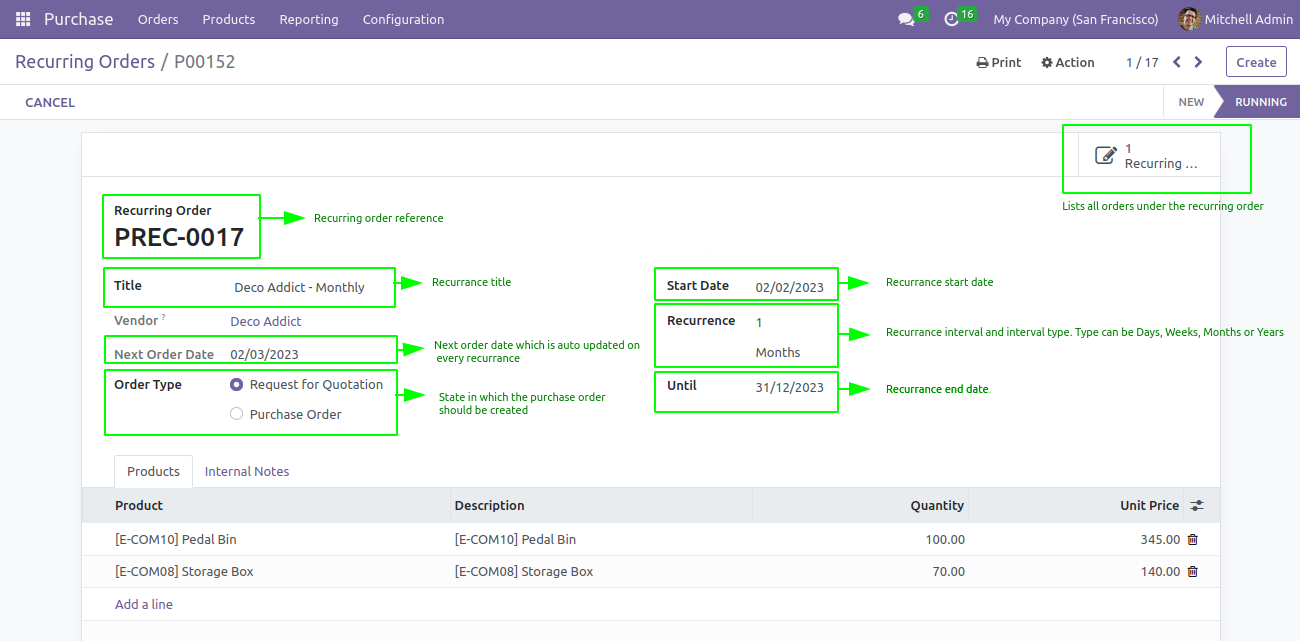 Purchase Orders Products Reporting Configuration 6 16 My Company (San Francisco) Mitchell Admin
Recurring Orders / P00152 Print Action 1 / 17 Create
CANCEL NEW RUNNING
1
Recurring ...
Lists all orders under the recurring order
Recurring Order
PREC-0017
Recurring order reference
Title Deco Addict - Monthly
Recurrance title
Vendor ? Deco Addict
Next Order Date 02/03/2023
Next order date which is auto updated on
every recurrance
Order Type Request for Quotation
Purchase Order
State in which the purchase order
should be created
Start Date 02/02/2023
Recurrance start date
Recurrence 1
Months
Recurrance interval and interval type. Type can be Days, Weeks, Months or Years
Until 31/12/2023
Recurrance end date.
Products Internal Notes
Product Description Quantity Unit Price
[E-COM10] Pedal Bin [E-COM10] Pedal Bin 100.00 345.00
[E-COM08] Storage Box [E-COM08] Storage Box 70.00 140.00
Add a line